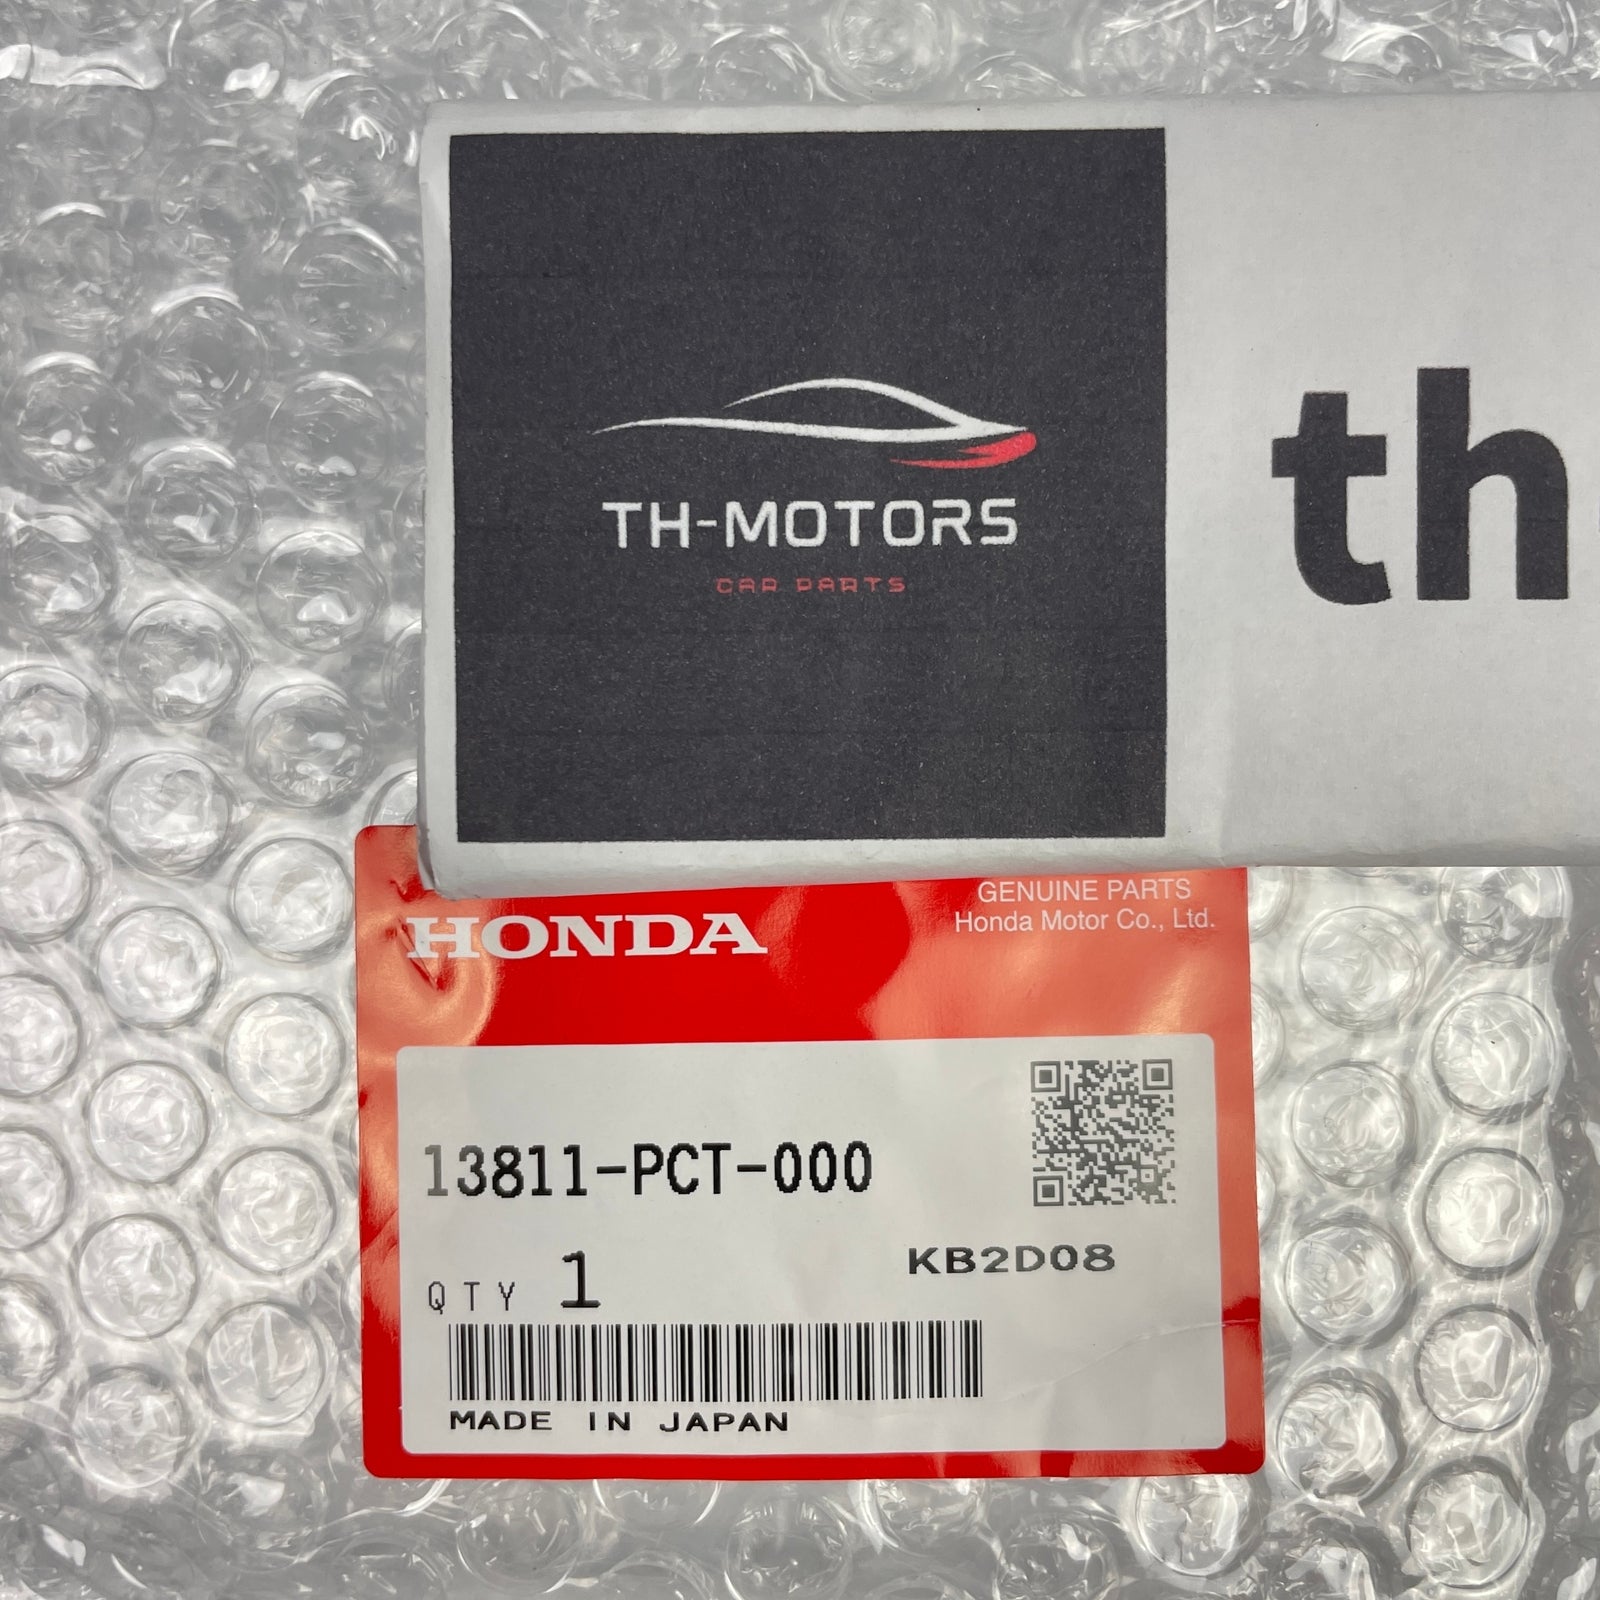 TH-MOTORS
CAR PARTS
th
HONDA
GENUINE PARTS
Honda Motor Co., Ltd.
13811-PCT-000
KB2D08
QTY 1
MADE IN JAPAN